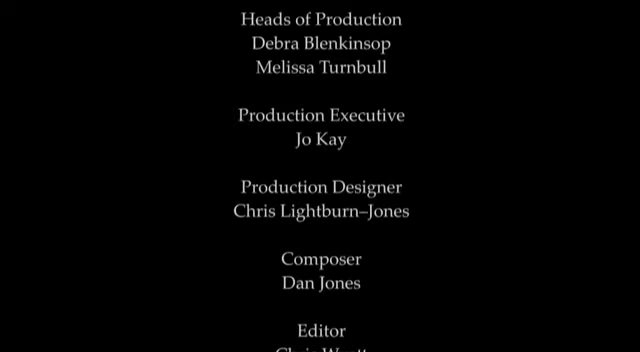 Heads of Production
Debra Blenkinsop
Melissa Turnbull
Production Executive
Jo Kay
Production Designer
Chris Lightburn–Jones
Composer
Dan Jones
Editor
Chris